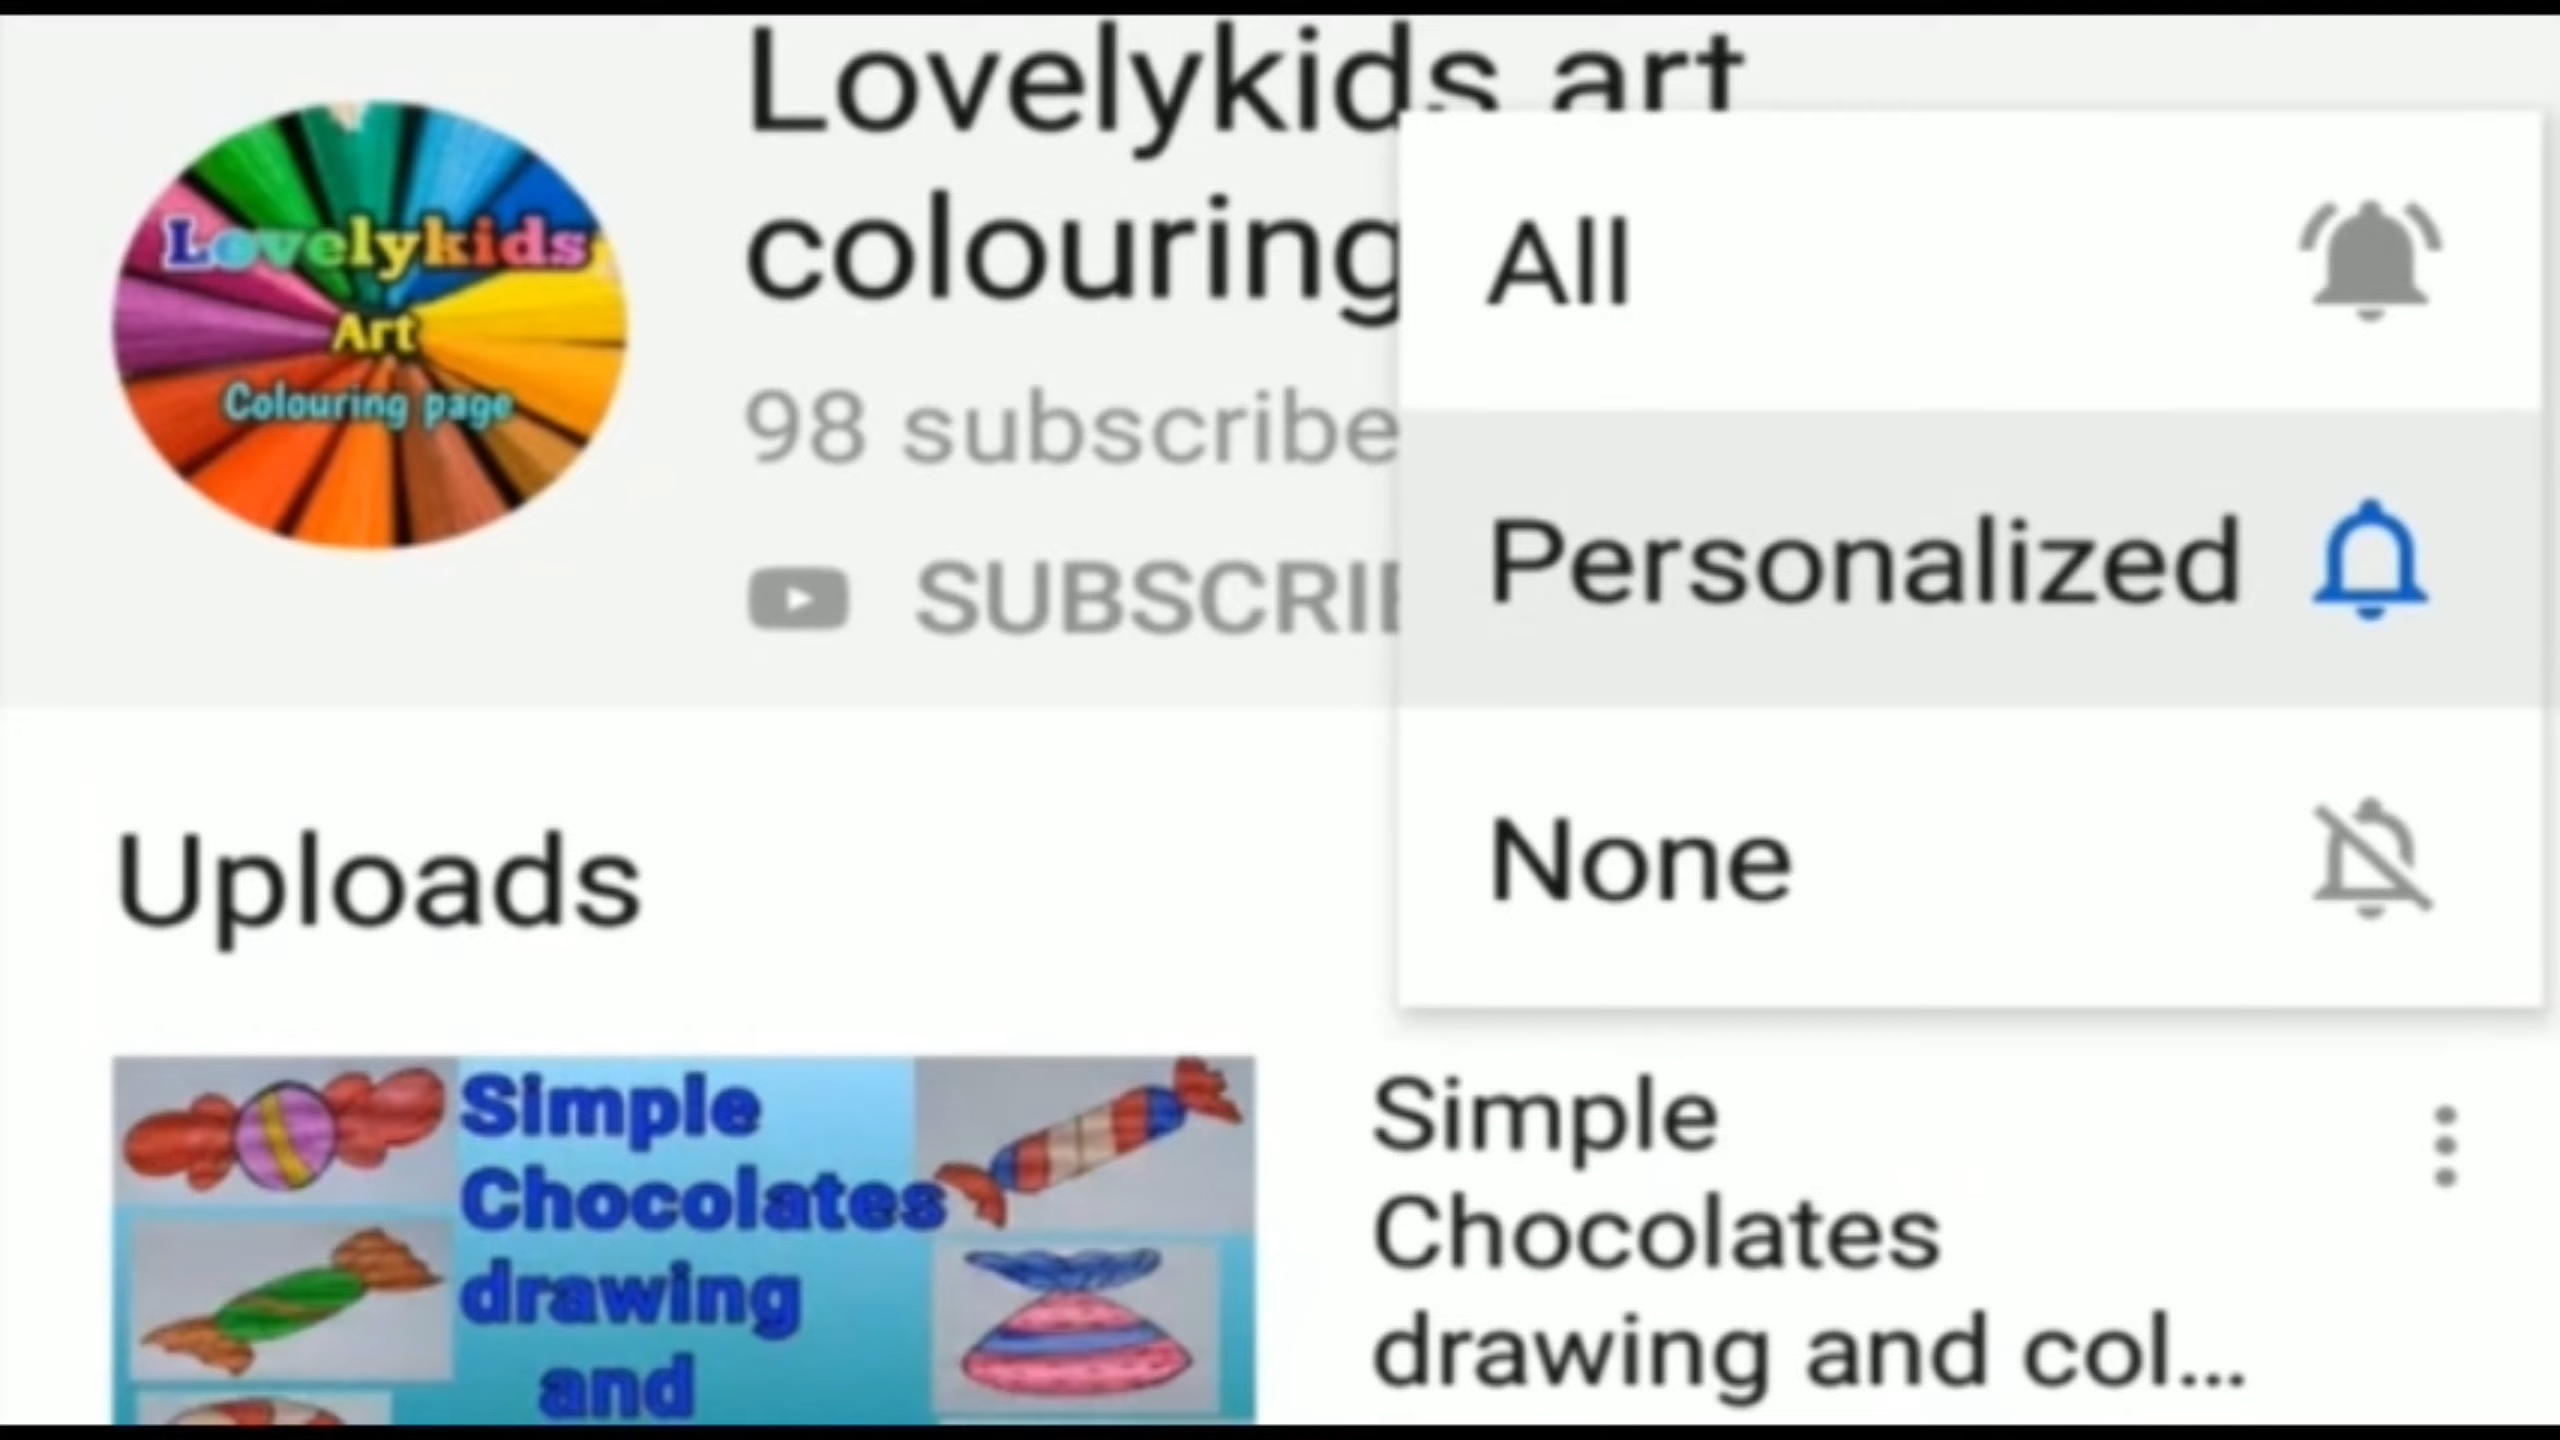 Lovelykids art
colouring
98 subscribe
SUBSCRIB
Lovelykids
Art
Colouring page
All
Personalized
None
Uploads
Simple
Chocolates
drawing
and
Simple
Chocolates
drawing and col...